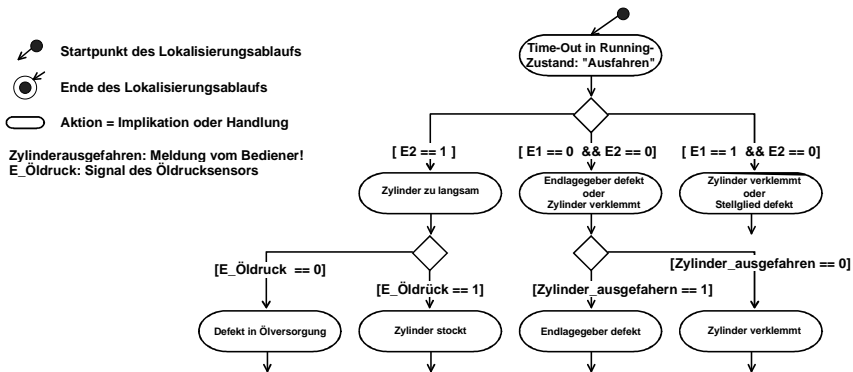 Startpunkt des Lokalisierungsablaufs
Ende des Lokalisierungsablaufs
Aktion = Implikation oder Handlung
Zylinderausgefahren: Meldung vom Bediener!
E_Öldruck: Signal des Öldrucksensors
Time-Out in Running-
Zustand: "Ausfahren"
[ E2 == 1 ]
[ E1 == 0 && E2 == 0]
[ E1 == 1 && E2 == 0]
Zylinder zu langsam
Endlagegeber defekt
oder
Zylinder verklemmt
Zylinder verklemmt
oder
Stellglied defekt
[E_Öldruck == 0]
[E_Öldrück == 1]
[Zylinder_ausgefahern == 1]
[Zylinder_ausgefahren == 0]
Defekt in Ölversorgung
Zylinder stockt
Endlagegeber defekt
Zylinder verklemmt